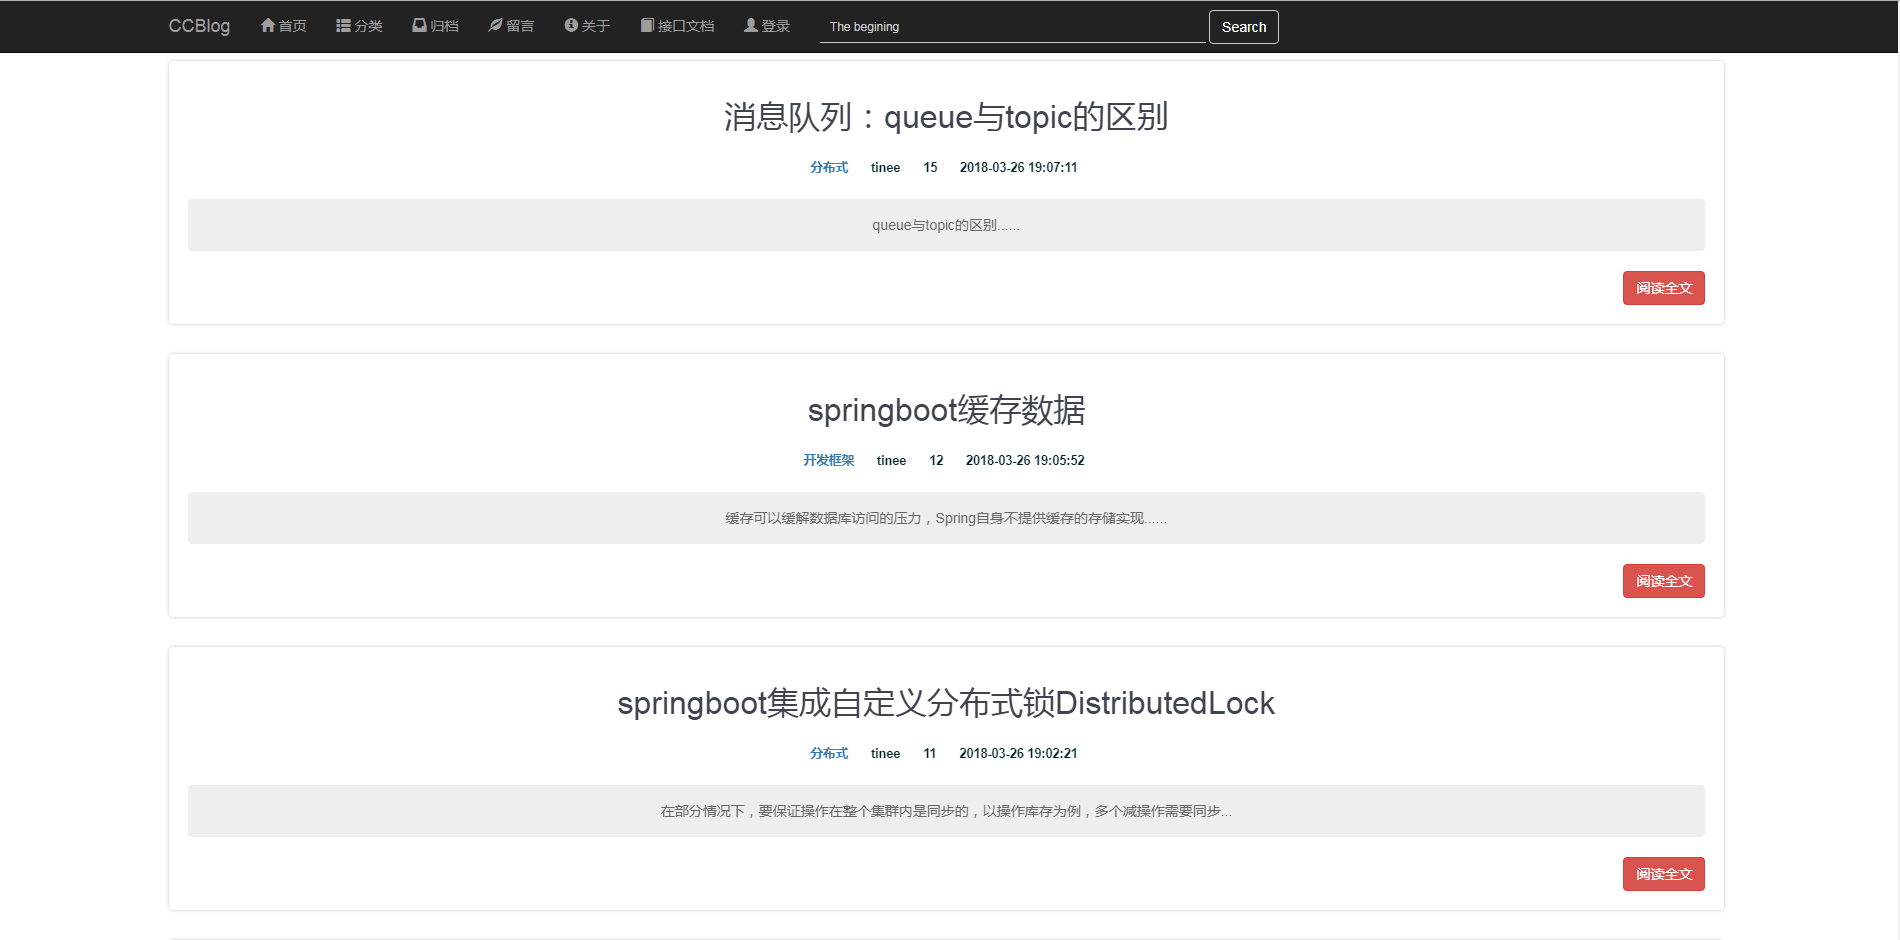 CCBlog 首页 分类 归档 留言 关于 接口文档 登录 The begining Search
消息队列：queue与topic的区别
分布式 tinee 15 2018-03-26 19:07:11
queue与topic的区别......
阅读全文
springboot缓存数据
开发框架 tinee 12 2018-03-26 19:05:52
缓存可以缓解数据库访问的压力，Spring自身不提供缓存的存储实现......
阅读全文
springboot集成自定义分布式锁DistributedLock
分布式 tinee 11 2018-03-26 19:02:21
在部分情况下，要保证操作在整个集群内是同步的，以操作库存为例，多个减操作需要同步...
阅读全文